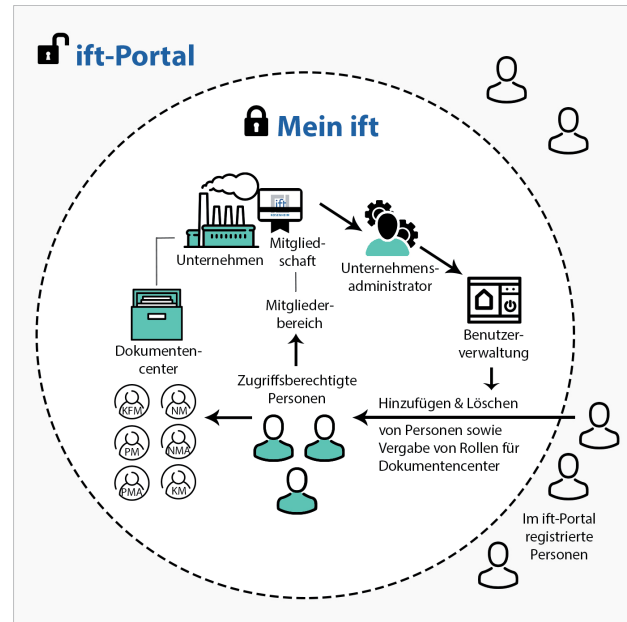 ift-Portal
Mein ift
ift
Unternehmen
Mitglied-
schaft
Unternehmens-
administrator
Mitglieder-
bereich
Benutzer-
verwaltung
Dokumenten-
center
Zugriffsberechtigte
Personen
Hinzufügen & Löschen
von Personen sowie
Vergabe von Rollen für
Dokumentencenter
KFM
NM
PM
NMA
PMA
KM
Im ift-Portal
registrierte
Personen